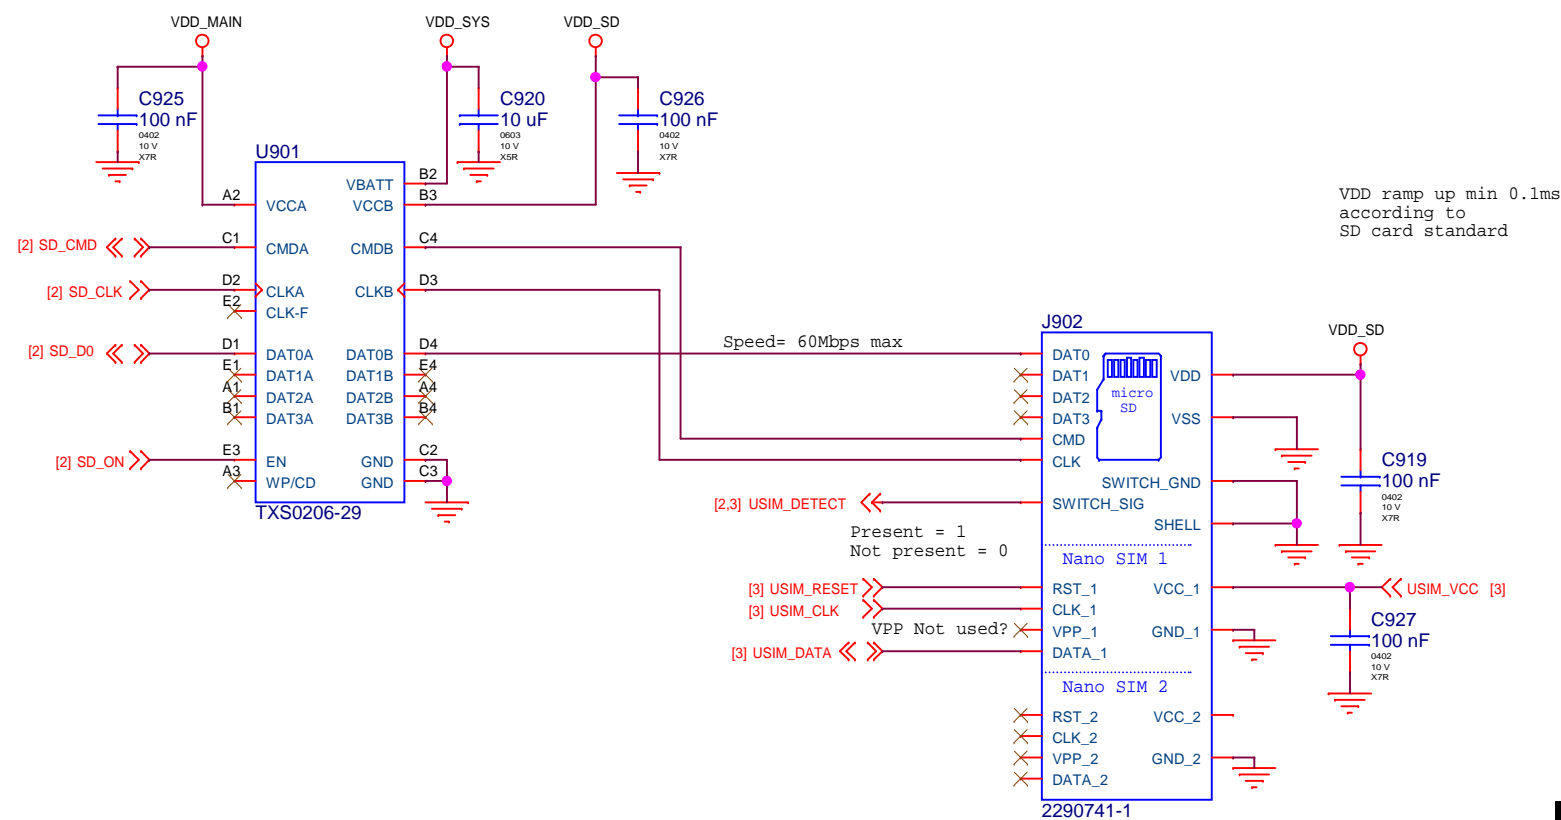 VDD_MAIN
VDD_SYS
VDD_SD
C925
100 nF
0402
10 V
X7R
C920
10 uF
0603
10 V
X5R
C926
100 nF
0402
10 V
X7R
U901
A2
VCCA
VBATT
B2
VCCB
B3
[2] SD_CMD
C1
CMDA
CMDB
C4
[2] SD_CLK
D2
CLKA
CLKB
D3
E2
CLK-F
[2] SD_D0
D1
DAT0A
DAT0B
D4
E1
DAT1A
DAT1B
E4
A1
DAT2A
DAT2B
A4
B1
DAT3A
DAT3B
B4
[2] SD_ON
E3
EN
GND
C2
A3
WP/CD
GND
C3
TXS0206-29
Speed= 60Mbps max
VDD ramp up min 0.1ms
according to
SD card standard
J902
DAT0
DAT1
DAT2
DAT3
CMD
CLK
micro
SD
VDD
VSS
VDD_SD
C919
100 nF
0402
10 V
X7R
SWITCH_GND
[2,3] USIM_DETECT
SWITCH_SIG
SHELL
Present = 1
Not present = 0
Nano SIM 1
[3] USIM_RESET
RST_1
VCC_1
USIM_VCC [3]
[3] USIM_CLK
CLK_1
VPP Not used?
VPP_1
GND_1
[3] USIM_DATA
DATA_1
C927
100 nF
0402
10 V
X7R
Nano SIM 2
RST_2
VCC_2
CLK_2
VPP_2
GND_2
DATA_2
2290741-1